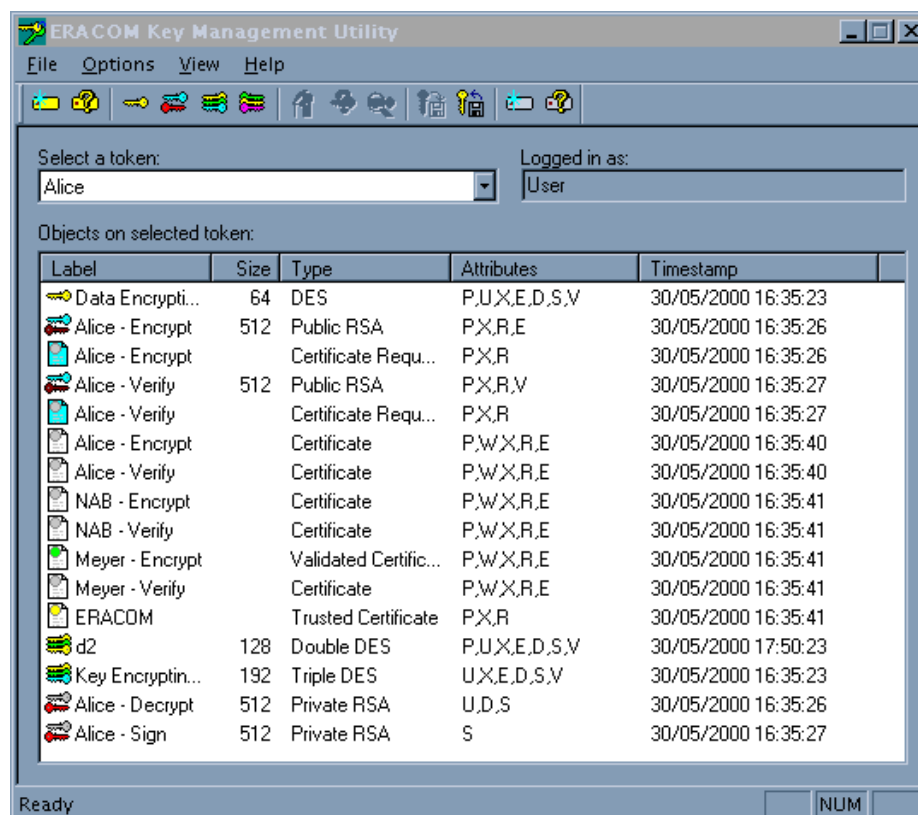 ERACOM Key Management Utility
File Options View Help
Select a token: Logged in as:
Alice User
Objects on selected token:
Label Size Type Attributes Timestamp
Data Encrypti... 64 DES P,U,X,E,D,S,V 30/05/2000 16:35:23
Alice - Encrypt 512 Public RSA P,X,R,E 30/05/2000 16:35:26
Alice - Encrypt Certificate Requ... P,X,R 30/05/2000 16:35:26
Alice - Verify 512 Public RSA P,X,R,V 30/05/2000 16:35:27
Alice - Verify Certificate Requ... P,X,R 30/05/2000 16:35:27
Alice - Encrypt Certificate P,W,X,R,E 30/05/2000 16:35:40
Alice - Verify Certificate P,W,X,R,E 30/05/2000 16:35:40
NAB - Encrypt Certificate P,W,X,R,E 30/05/2000 16:35:41
NAB - Verify Certificate P,W,X,R,E 30/05/2000 16:35:41
Meyer - Encrypt Validated Certific... P,W,X,R,E 30/05/2000 16:35:41
Meyer - Verify Certificate P,W,X,R,E 30/05/2000 16:35:41
ERACOM Trusted Certificate P,X,R 30/05/2000 16:35:41
d2 128 Double DES P,U,X,E,D,S,V 30/05/2000 17:50:23
Key Encryptin... 192 Triple DES U,X,E,D,S,V 30/05/2000 16:35:23
Alice - Decrypt 512 Private RSA U,D,S 30/05/2000 16:35:26
Alice - Sign 512 Private RSA S 30/05/2000 16:35:27
Ready NUM